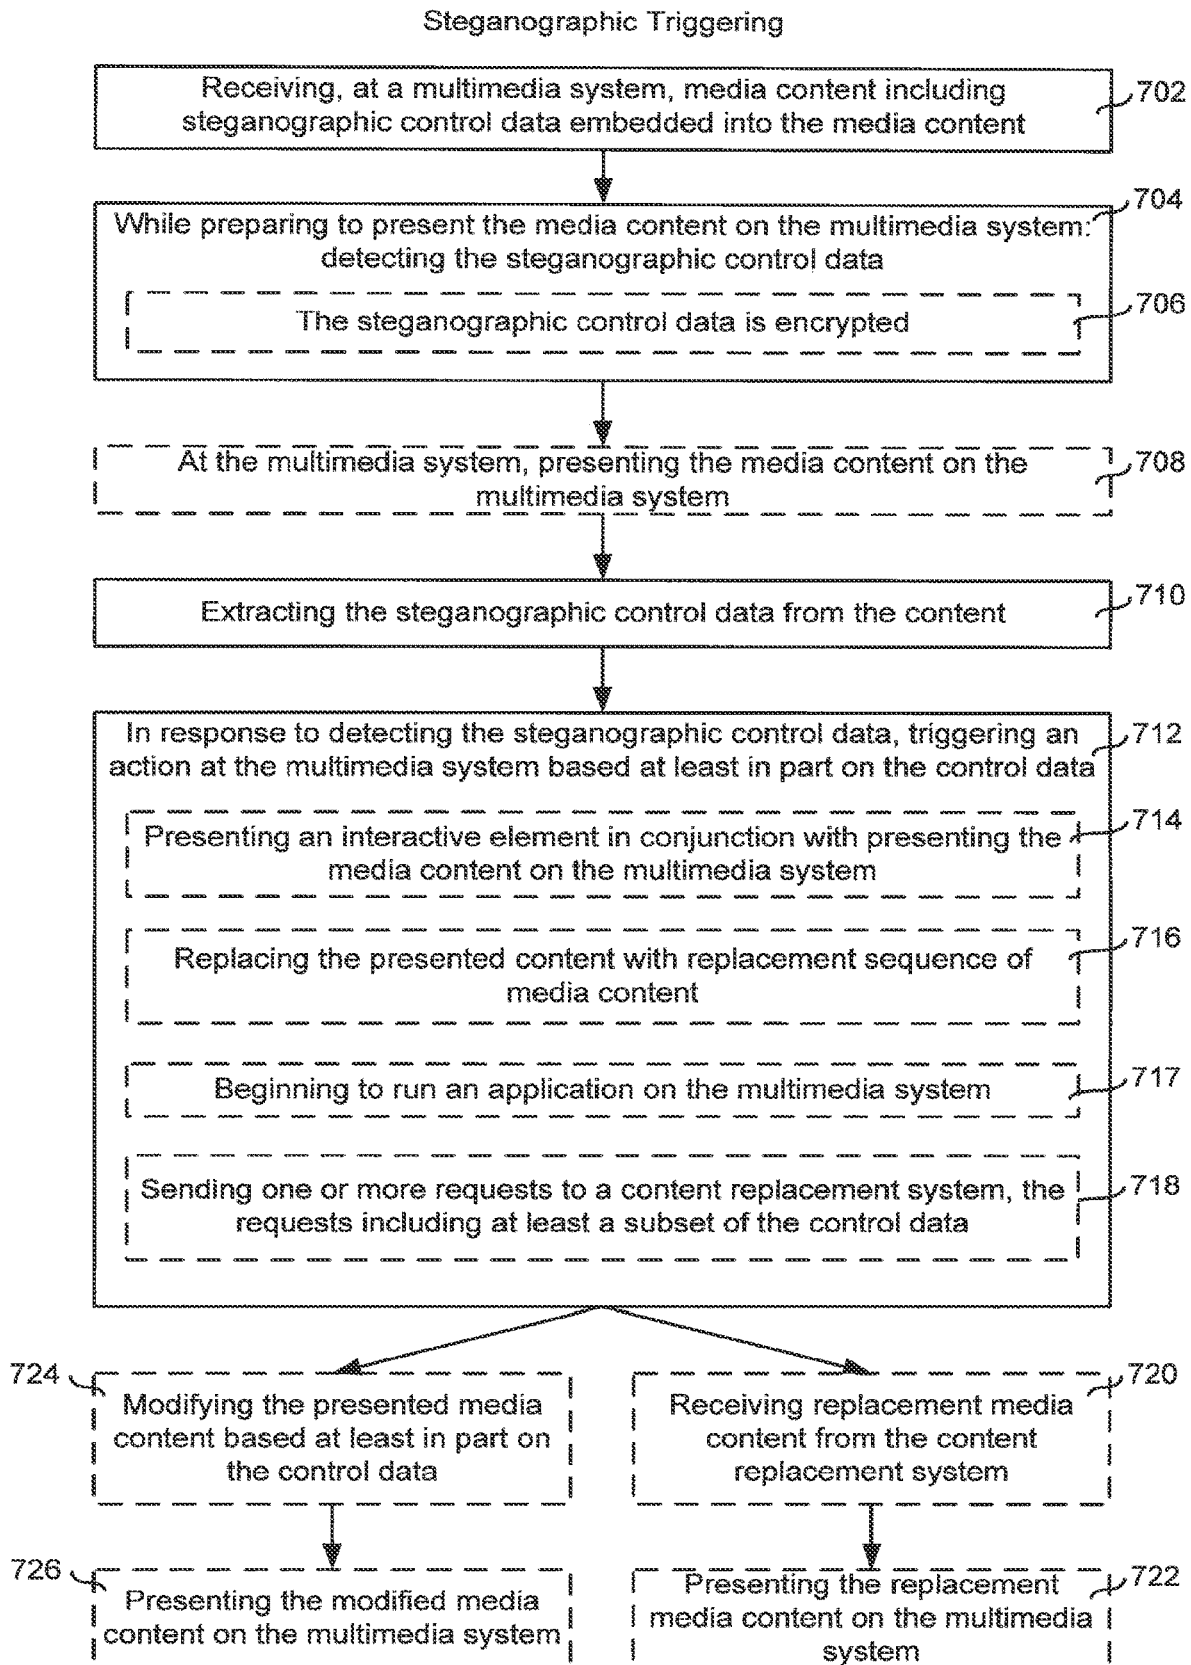 Steganographic Triggering
Receiving, at a multimedia system, media content including
steganographic control data embedded into the media content
702
While preparing to present the media content on the multimedia system:
detecting the steganographic control data
704
The steganographic control data is encrypted
706
At the multimedia system, presenting the media content on the
multimedia system
708
Extracting the steganographic control data from the content
710
In response to detecting the steganographic control data, triggering an
action at the multimedia system based at least in part on the control data
712
Presenting an interactive element in conjunction with presenting the
media content on the multimedia system
714
Replacing the presented content with replacement sequence of
media content
716
Beginning to run an application on the multimedia system
717
Sending one or more requests to a content replacement system, the
requests including at least a subset of the control data
718
724
Modifying the presented media
content based at least in part on
the control data
720
Receiving replacement media
content from the content
replacement system
726
Presenting the modified media
content on the multimedia system
722
Presenting the replacement
media content on the multimedia
system